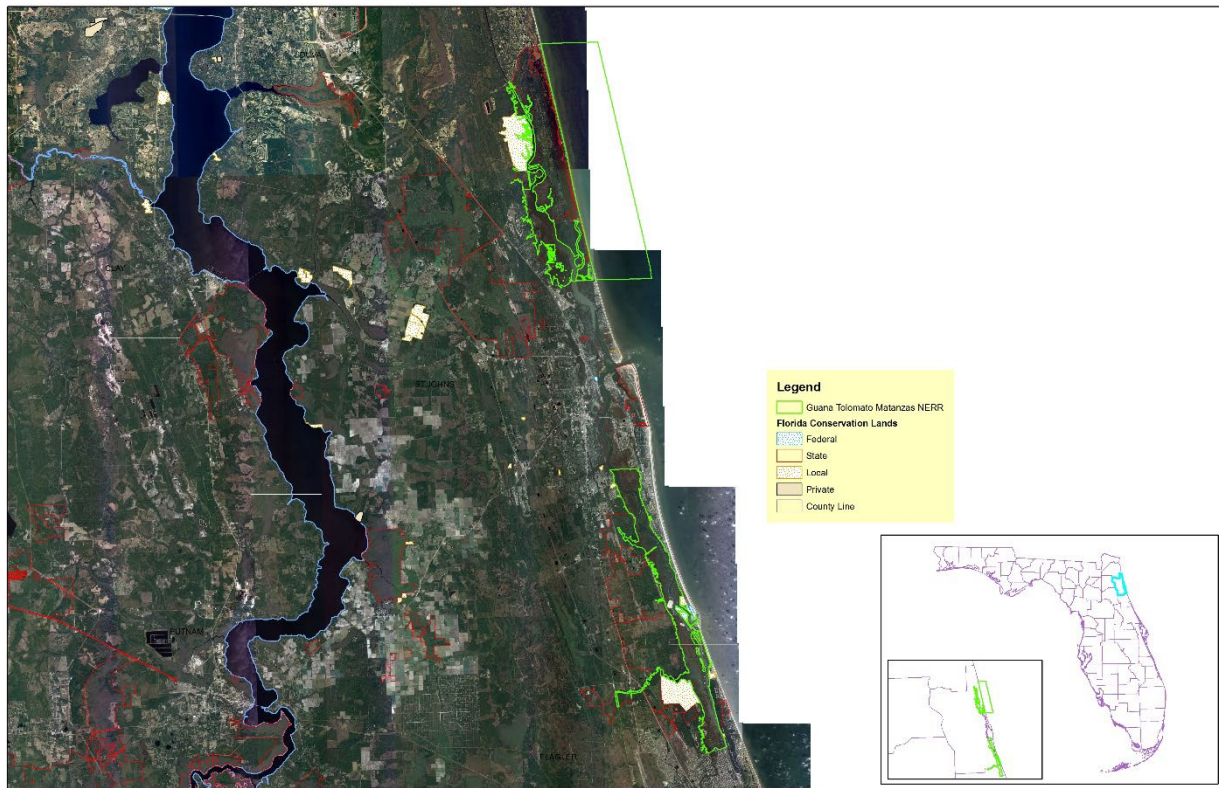 DUVAL
CLAY
ST JOHNS
PUTNAM
FLAGLER
Legend
Guana Tolomato Matanzas NERR
Florida Conservation Lands
Federal
State
Local
Private
County Line